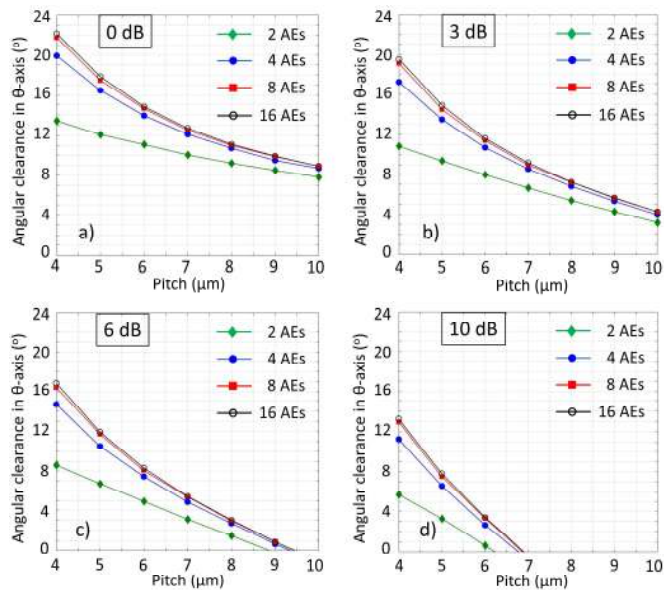 0 dB
2 AEs
4 AEs
8 AEs
16 AEs
Angular clearance in θ-axis (°)
24
20
16
12
8
4
0
a)
4 5 6 7 8 9 10
Pitch (μm)
3 dB
2 AEs
4 AEs
8 AEs
16 AEs
Angular clearance in θ-axis (°)
24
20
16
12
8
4
0
b)
4 5 6 7 8 9 10
Pitch (μm)
6 dB
2 AEs
4 AEs
8 AEs
16 AEs
Angular clearance in θ-axis (°)
24
20
16
12
8
4
0
c)
4 5 6 7 8 9 10
Pitch (μm)
10 dB
2 AEs
4 AEs
8 AEs
16 AEs
Angular clearance in θ-axis (°)
24
20
16
12
8
4
0
d)
4 5 6 7 8 9 10
Pitch (μm)